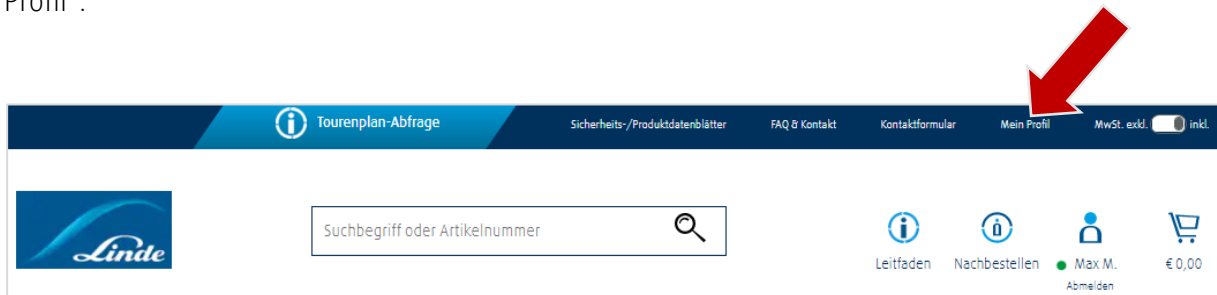 Profil“.
Tourenplan-Abfrage
Sicherheits-/Produktdatenblätter
FAQ & Kontakt
Kontaktformular
Mein Profil
MwSt. exkl. inkl.
Linde
Suchbegriff oder Artikelnummer
Leitfaden
Nachbestellen
Max M.
€ 0,00
Abmelden